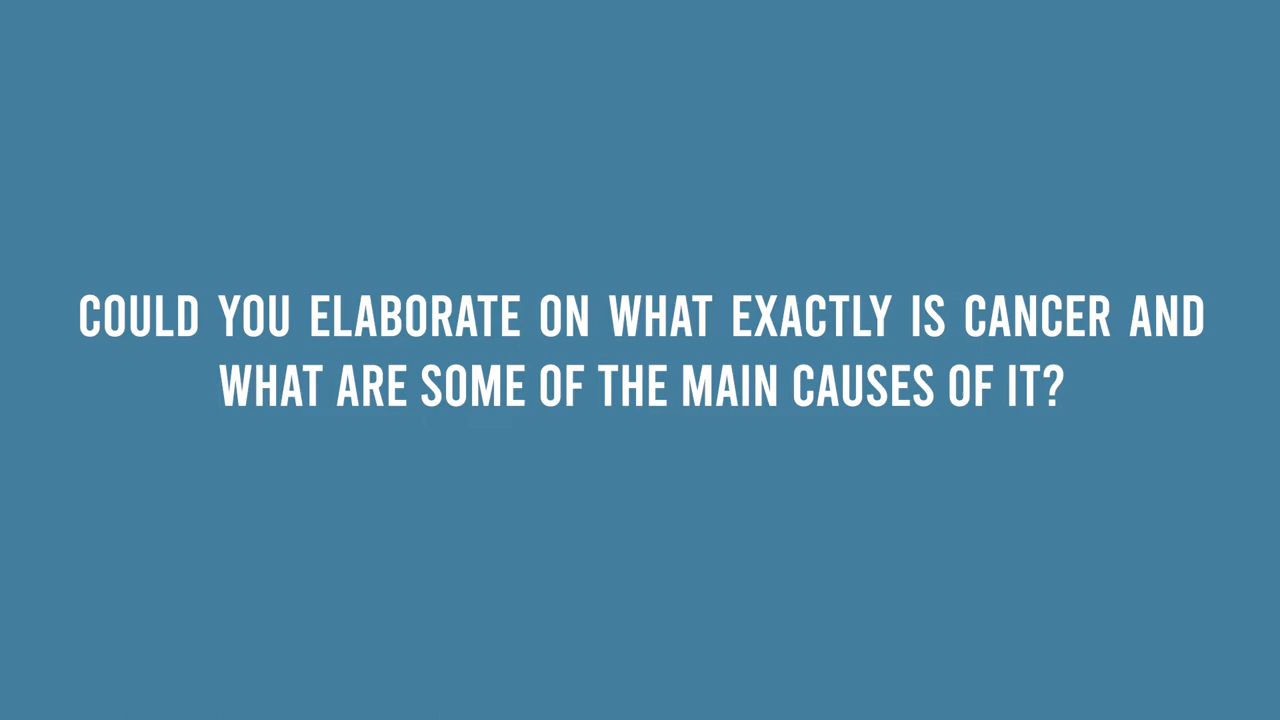 COULD YOU ELABORATE ON WHAT EXACTLY IS CANCER AND
WHAT ARE SOME OF THE MAIN CAUSES OF IT?